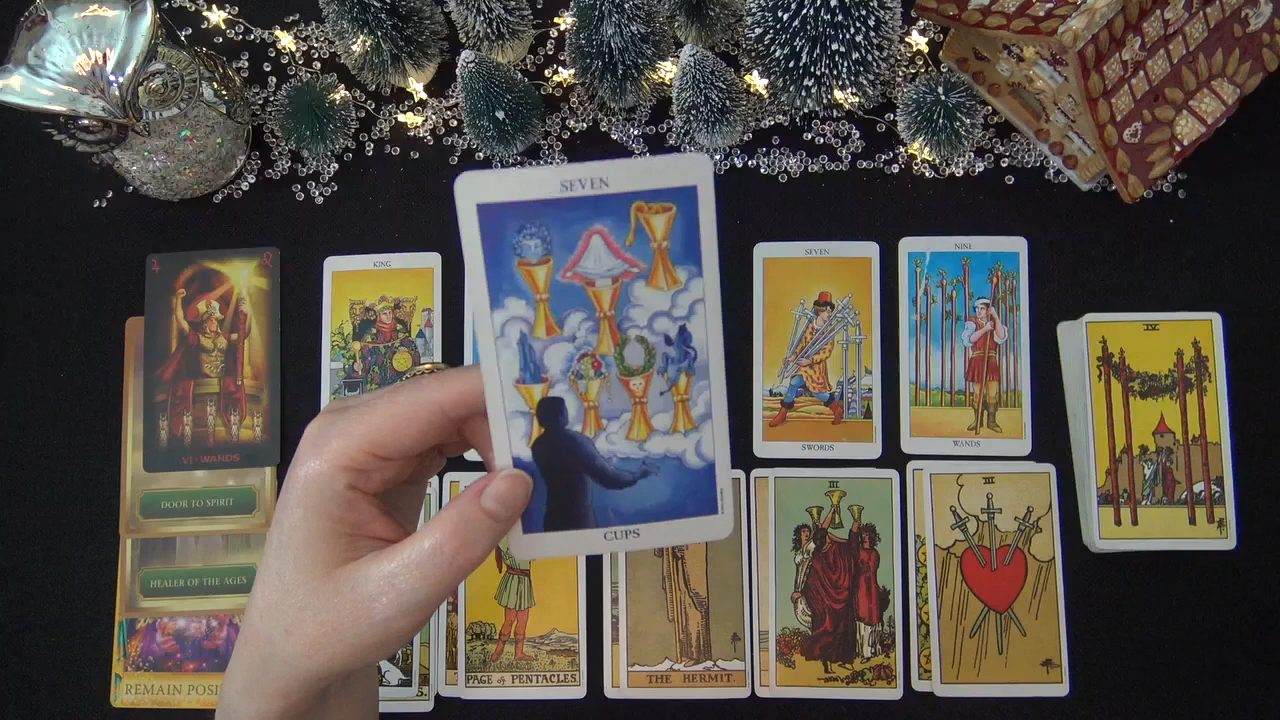 SEVEN
CUPS
KING
SEVEN
SWORDS
NINE
WANDS
IV
VI · WANDS
DOOR TO SPIRIT
HEALER OF THE AGES
REMAIN POSI
PAGE of PENTACLES.
THE HERMIT.
III
III